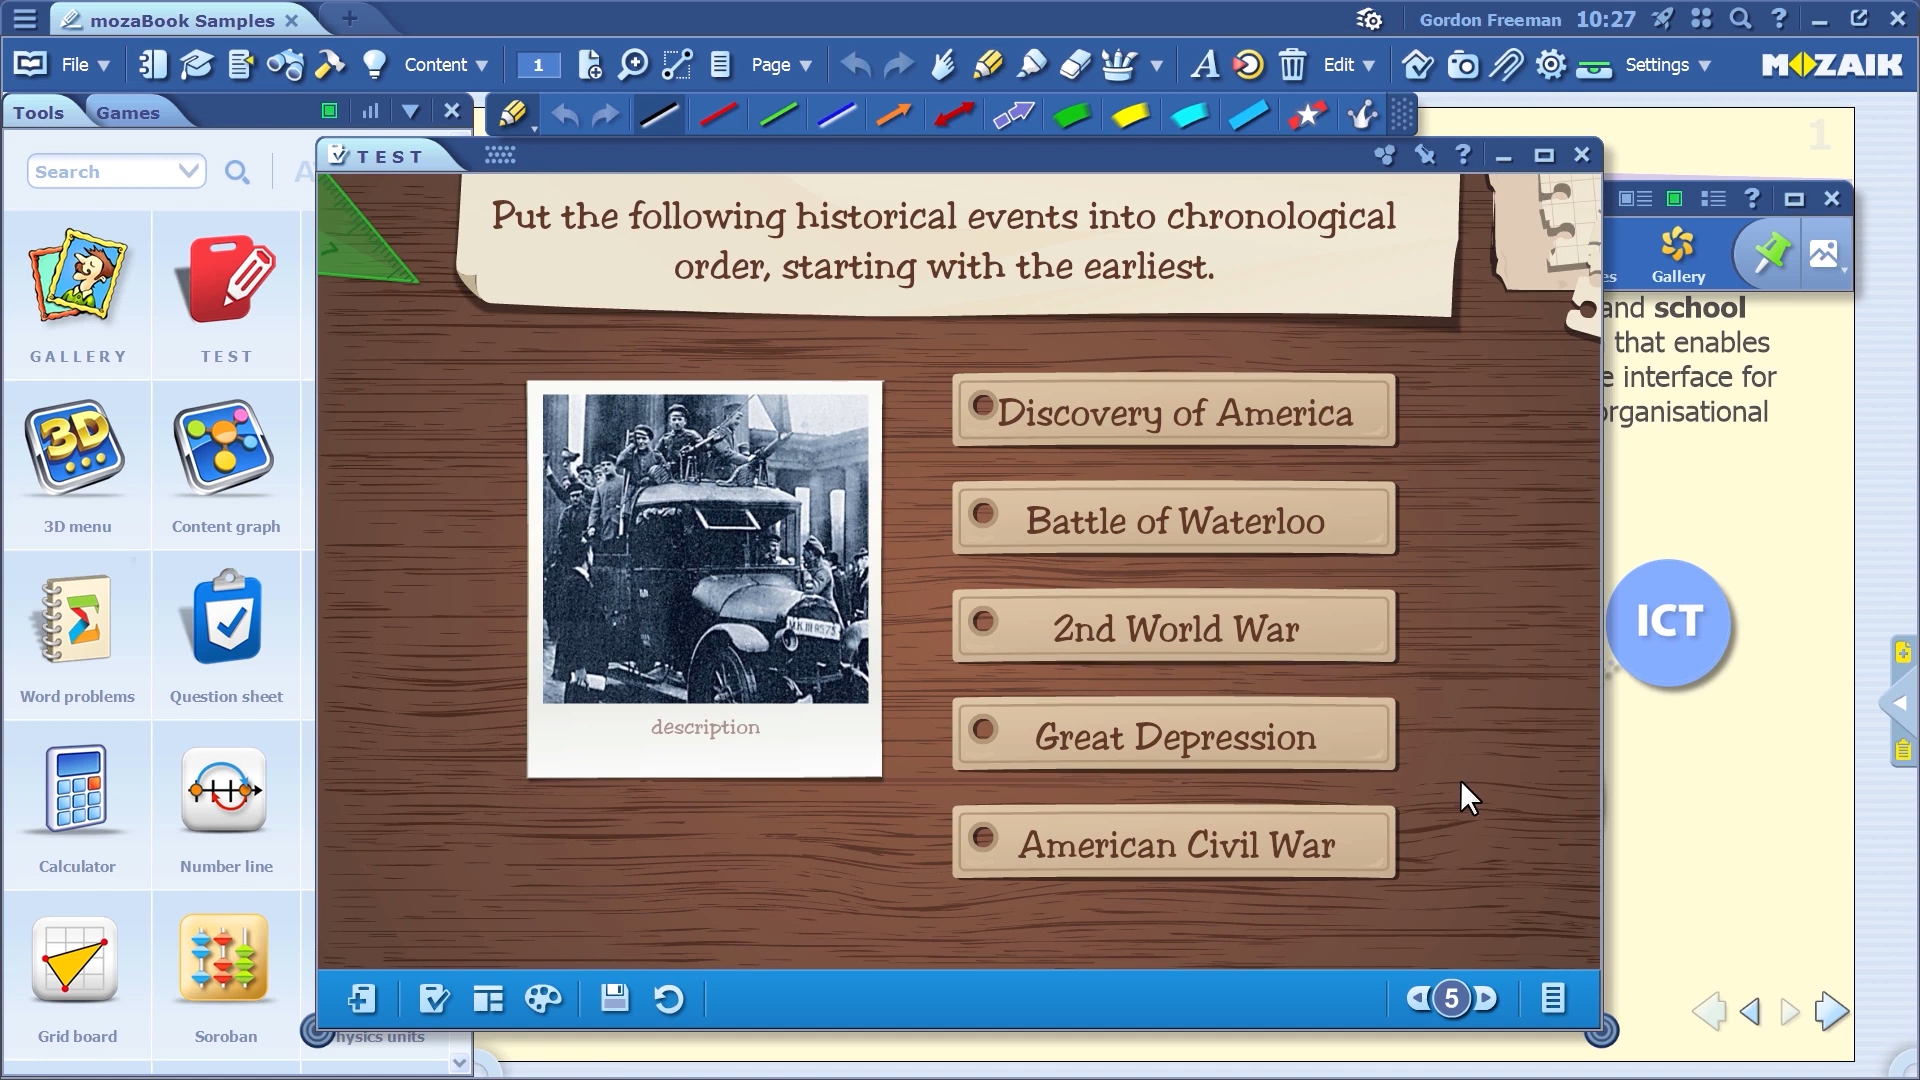 mozaBook Samples
Gordon Freeman 10:27
File
Content
1
Page
Edit
Settings
MOZAIK
Tools
Games
Search
TEST
1
Put the following historical events into chronological
order, starting with the earliest.
Gallery
and school
that enables
interface for
GALLERY
TEST
Discovery of America
Battle of Waterloo
2nd World War
Great Depression
American Civil War
description
3D
3D menu
Content graph
Word problems
Question sheet
ICT
Calculator
Number line
Grid board
Soroban
units
5